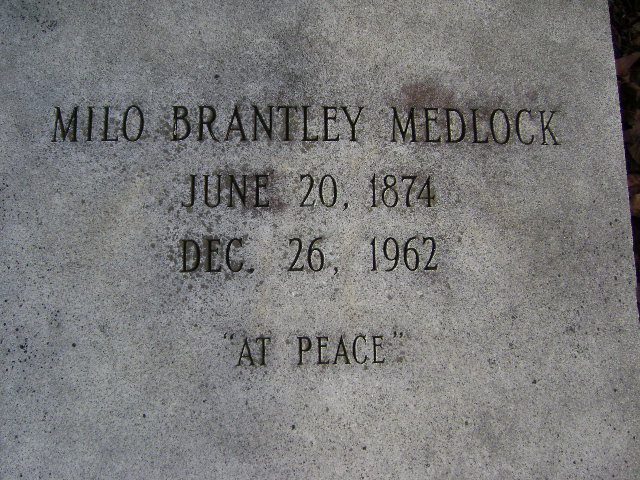 MILO BRANTLEY MEDLOCK
JUNE 20, 1874
DEC. 26, 1962
"AT PEACE"